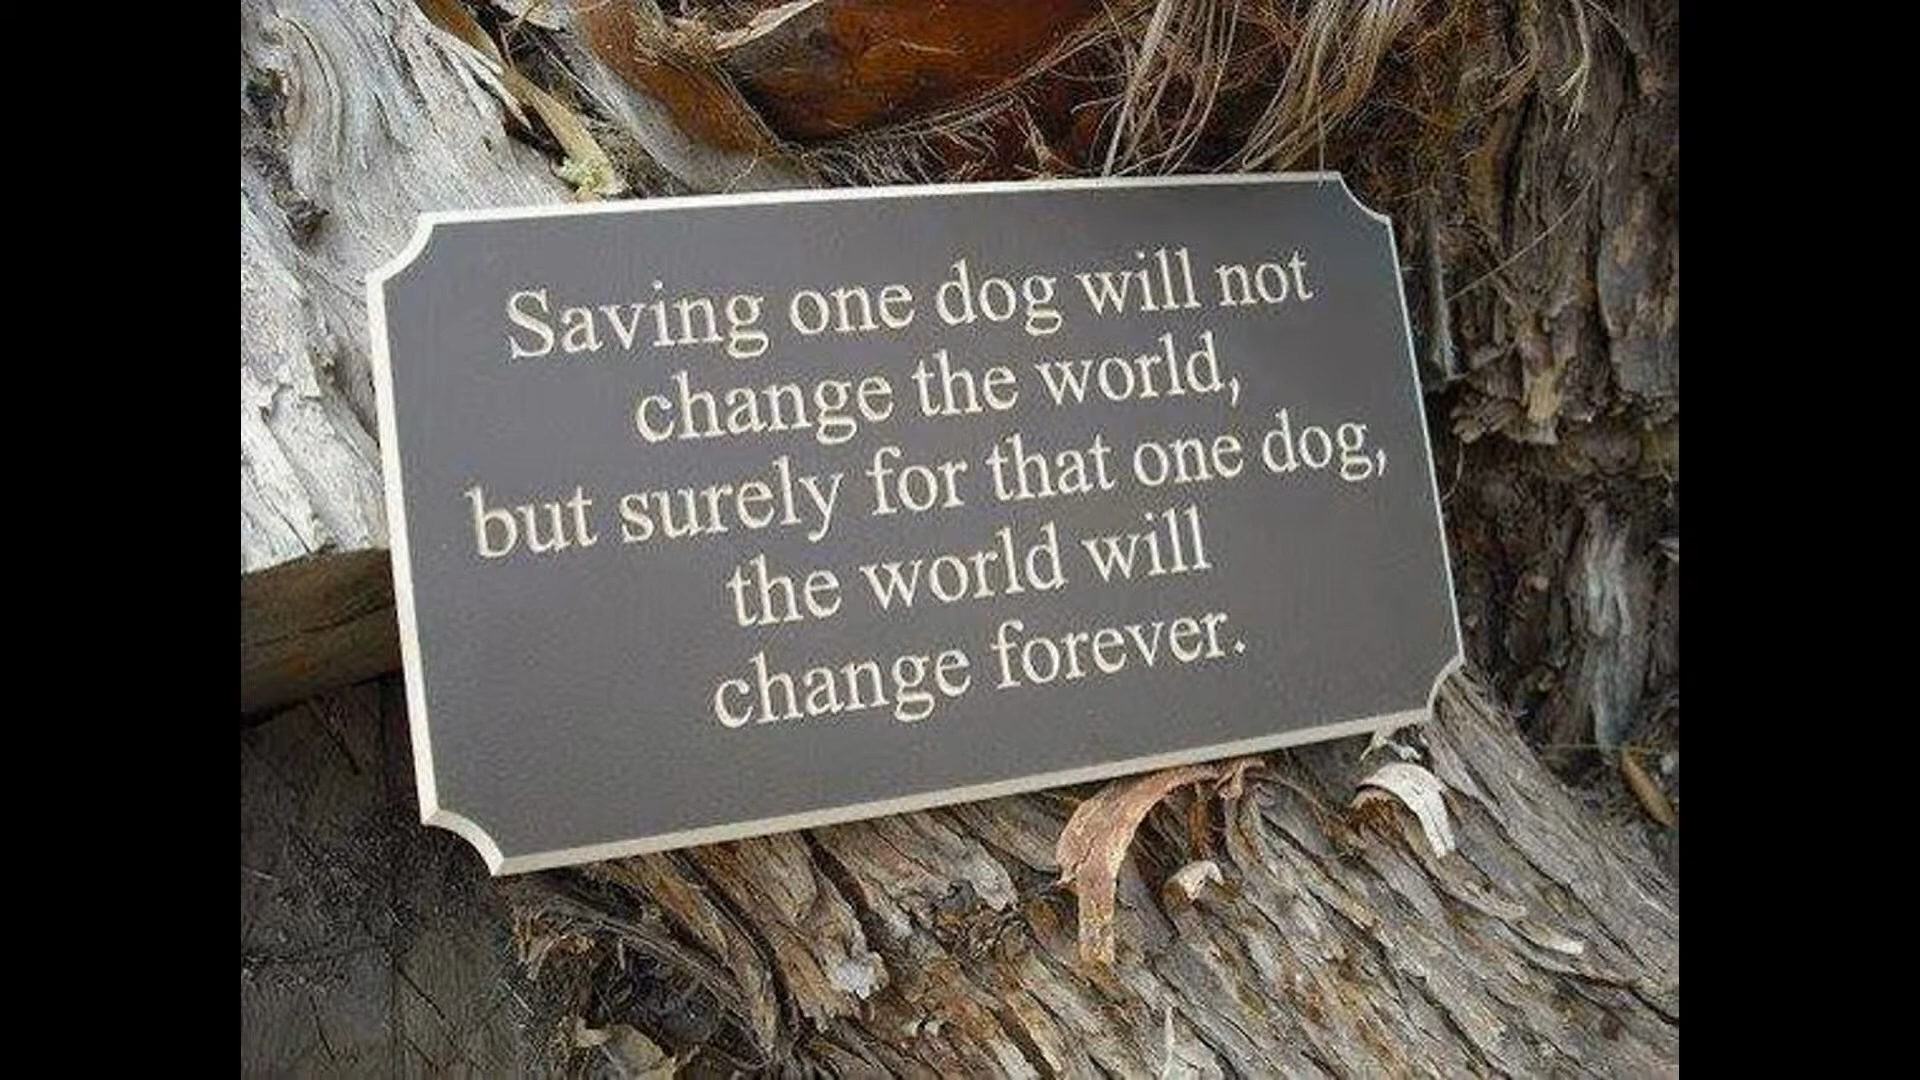 Saving one dog will not
change the world,
but surely for that one dog,
the world will
change forever.